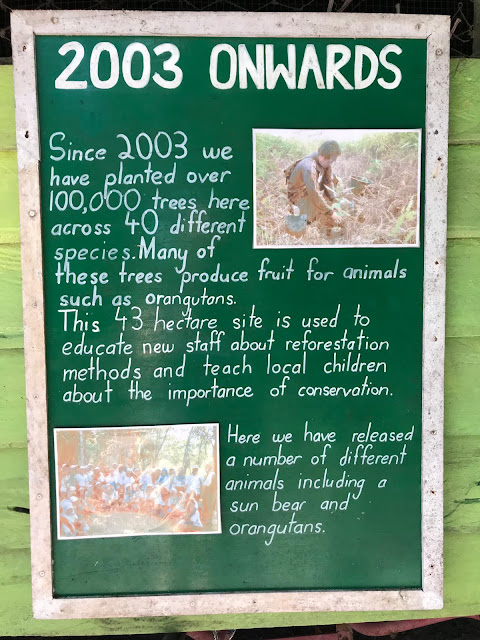 2003 ONWARDS
Since 2003 we
have planted over
100,000 trees here
across 40 different
species. Many of
these trees produce fruit for animals
such as orangutans.
This 43 hectare site is used to
educate new staff about reforestation
methods and teach local children
about the importance of conservation.
Here we have released
a number of different
animals including a
sun bear and
orangutans.